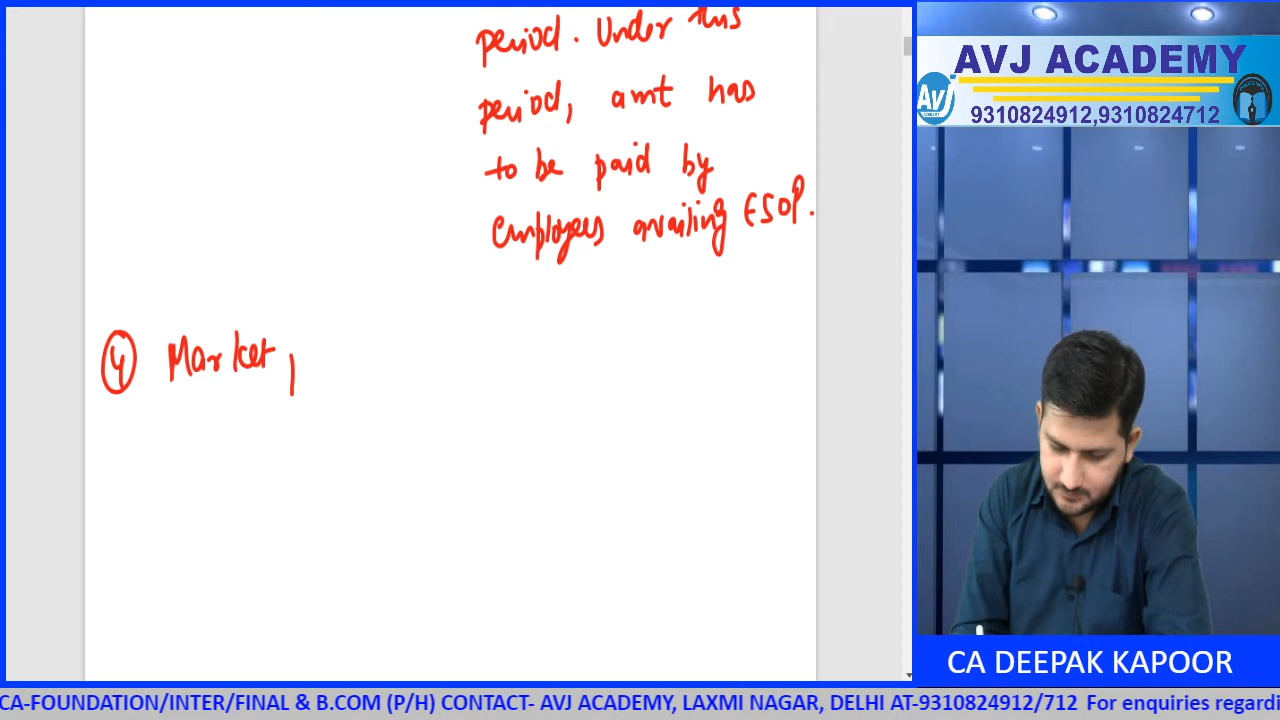 period. Under this
period, amt has
to be paid by
employees availing ESOP.
4 Market
AVJ ACADEMY
AVJ
ACADEMY
9310824912,9310824712
CA DEEPAK KAPOOR
CA-FOUNDATION/INTER/FINAL & B.COM (P/H) CONTACT- AVJ ACADEMY, LAXMI NAGAR, DELHI AT-9310824912/712 For enquiries regardi